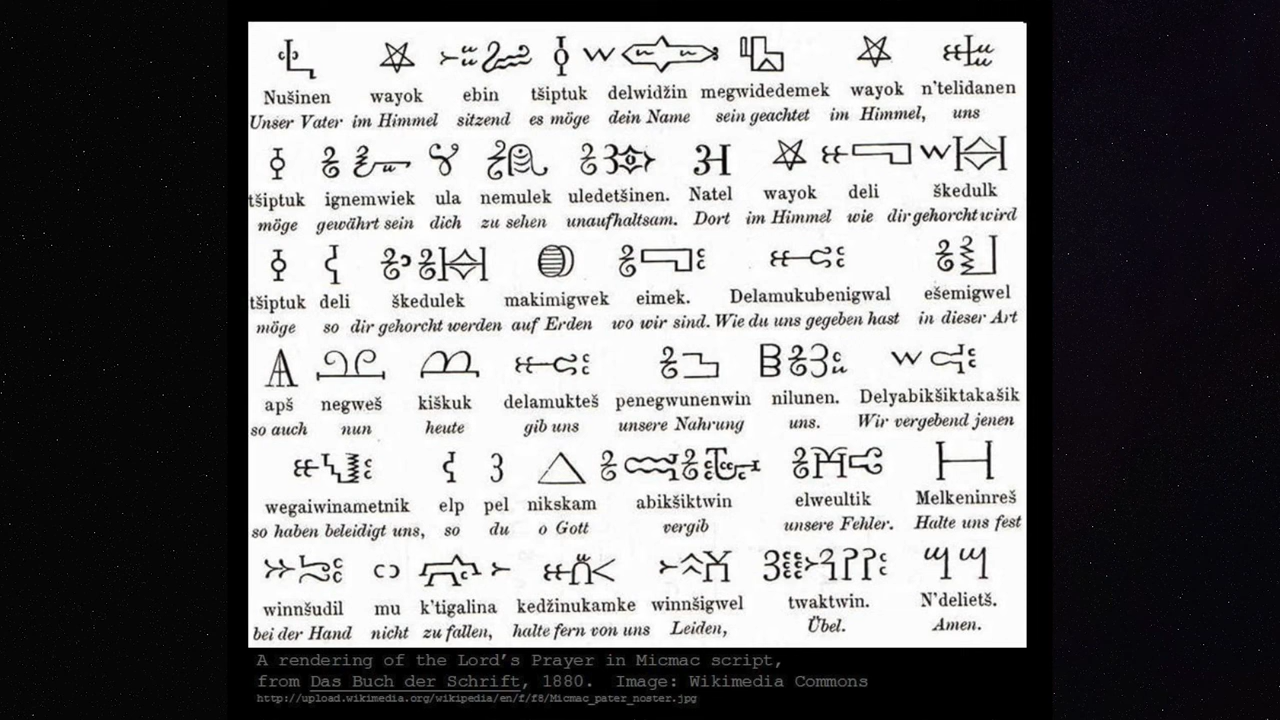 Nušinen wayok ebin tšiptuk delwidžin megwidedemek wayok n'telidanen
Unser Vater im Himmel sitzend es möge dein Name sein geachtet im Himmel, uns
tšiptuk ignemwiek ula nemulek uledetšinen. Natel wayok deli škedulk
möge gewährt sein dich zu sehen unaufhaltsam. Dort im Himmel wie dir gehorcht wird
tšiptuk deli škedulek makimigwek eimek. Delamukubenigwal ešemigwel
möge so dir gehorcht werden auf Erden wo wir sind. Wie du uns gegeben hast in dieser Art
apš negweš kiškuk delamukteš penegwunenwin nilunen. Delyabikšiktakašik
so auch nun heute gib uns unsere Nahrung uns. Wir vergebend jenen
wegaiwinametnik elp pel nikskam abikšiktwin elweultik Melkeninreš
so haben beleidigt uns, so du o Gott vergib unsere Fehler. Halte uns fest
winnšudil mu k'tigalina kedžinukamke winnšigwel twaktwin. N'delietš.
bei der Hand nicht zu fallen, halte fern von uns Leiden, Übel. Amen.
A rendering of the Lord's Prayer in Micmac script,
from Das Buch der Schrift, 1880. Image: Wikimedia Commons
http://upload.wikimedia.org/wikipedia/en/f/f8/Micmac_pater_noster.jpg